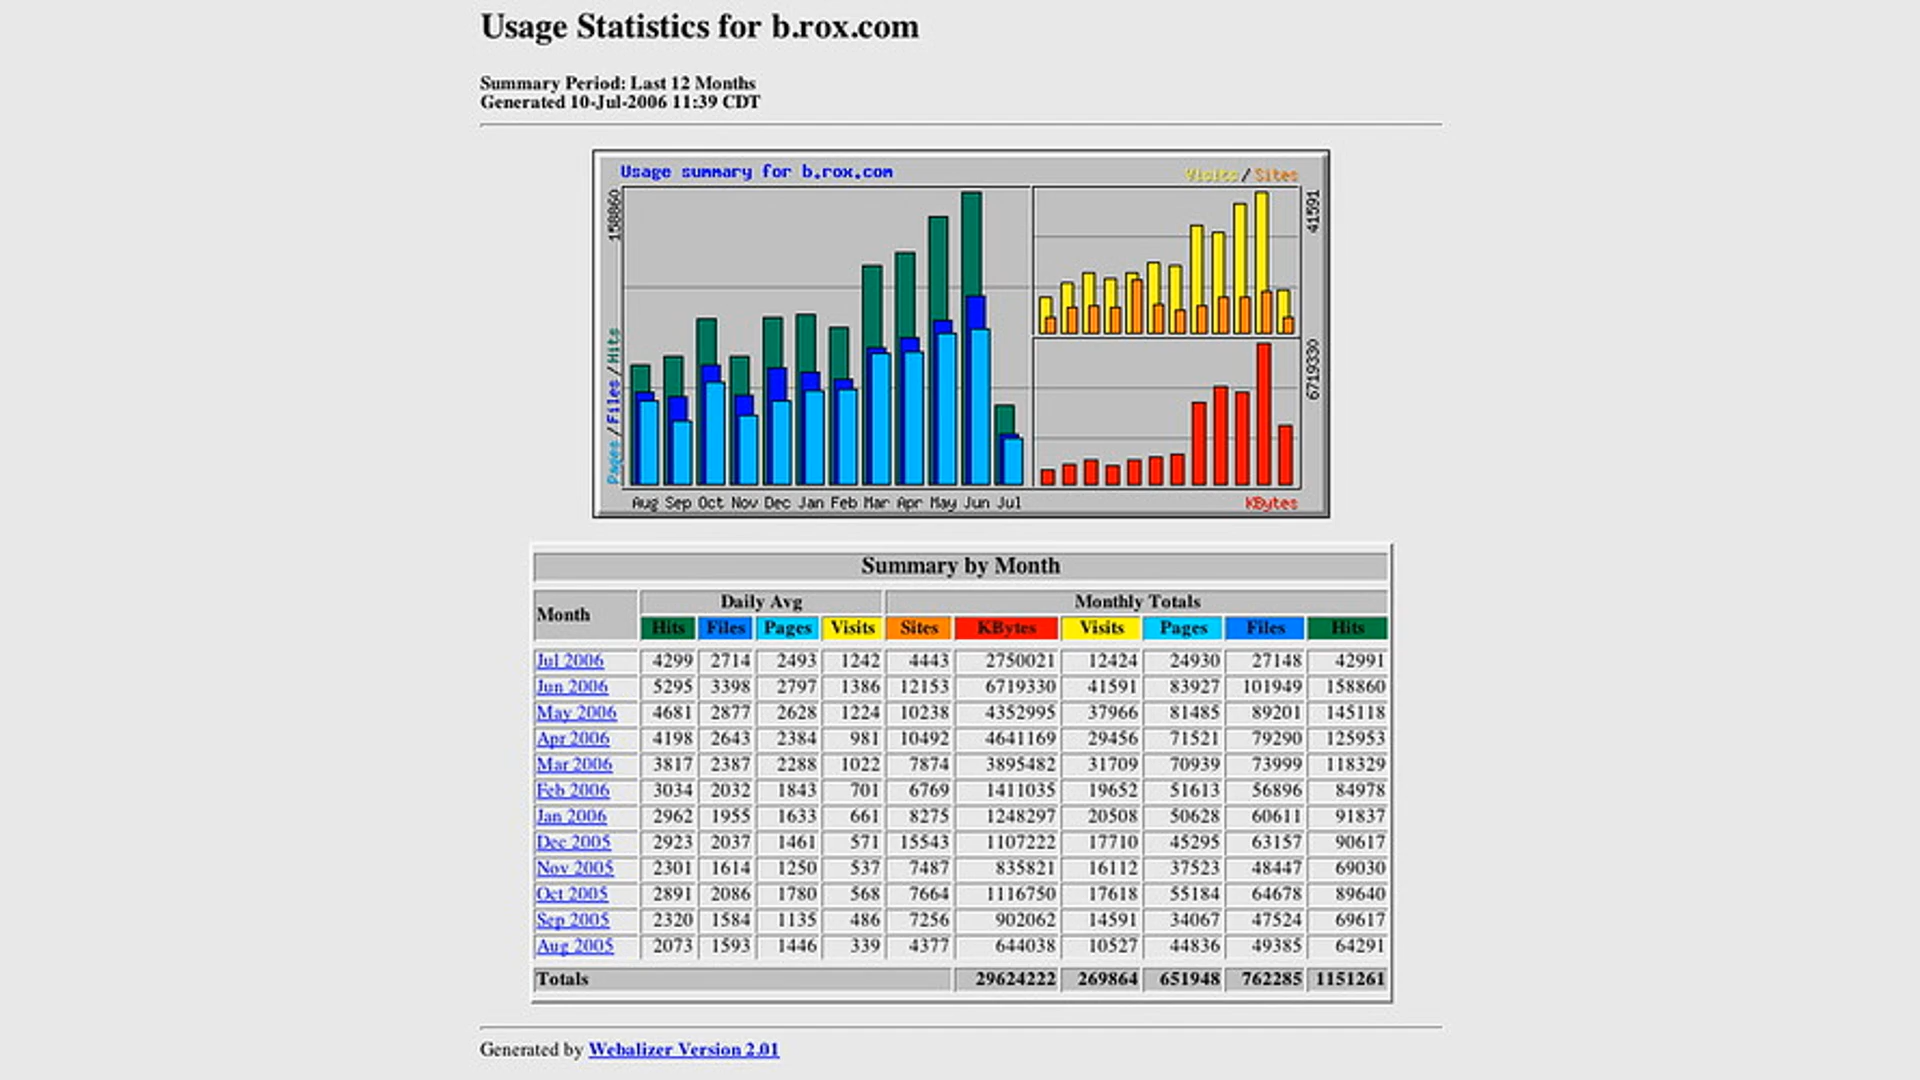 Usage Statistics for b.rox.com
Summary Period: Last 12 Months
Generated 10-Jul-2006 11:39 CDT
Usage summary for b.rox.com
Visits / Sites
158860
41591
Pages / Files / Hits
6719330
Aug Sep Oct Nov Dec Jan Feb Mar Apr May Jun Jul
KBytes
Summary by Month
Month Daily Avg Monthly Totals
Hits Files Pages Visits Sites KBytes Visits Pages Files Hits
Jul 2006 4299 2714 2493 1242 4443 2750021 12424 24930 27148 42991
Jun 2006 5295 3398 2797 1386 12153 6719330 41591 83927 101949 158860
May 2006 4681 2877 2628 1224 10238 4352995 37966 81485 89201 145118
Apr 2006 4198 2643 2384 981 10492 4641169 29456 71521 79290 125953
Mar 2006 3817 2387 2288 1022 7874 3895482 31709 70939 73999 118329
Feb 2006 3034 2032 1843 701 6769 1411035 19652 51613 56896 84978
Jan 2006 2962 1955 1633 661 8275 1248297 20508 50628 60611 91837
Dec 2005 2923 2037 1461 571 15543 1107222 17710 45295 63157 90617
Nov 2005 2301 1614 1250 537 7487 835821 16112 37523 48447 69030
Oct 2005 2891 2086 1780 568 7664 1116750 17618 55184 64678 89640
Sep 2005 2320 1584 1135 486 7256 902062 14591 34067 47524 69617
Aug 2005 2073 1593 1446 339 4377 644038 10527 44836 49385 64291
Totals 29624222 269864 651948 762285 1151261
Generated by Webalizer Version 2.01